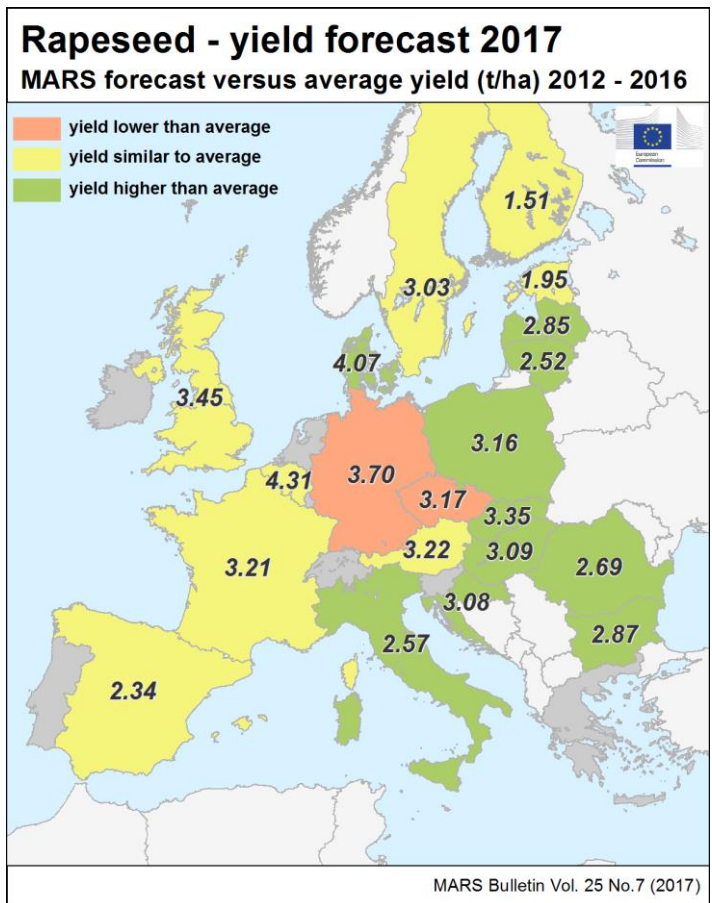 Rapeseed - yield forecast 2017
MARS forecast versus average yield (t/ha) 2012 - 2016
yield lower than average
yield similar to average
yield higher than average
European
Commission
1.51
3.03
1.95
2.85
4.07
2.52
3.45
3.16
3.70
4.31
3.17
3.35
3.22
3.09
3.21
2.69
3.08
2.87
2.57
2.34
MARS Bulletin Vol. 25 No.7 (2017)